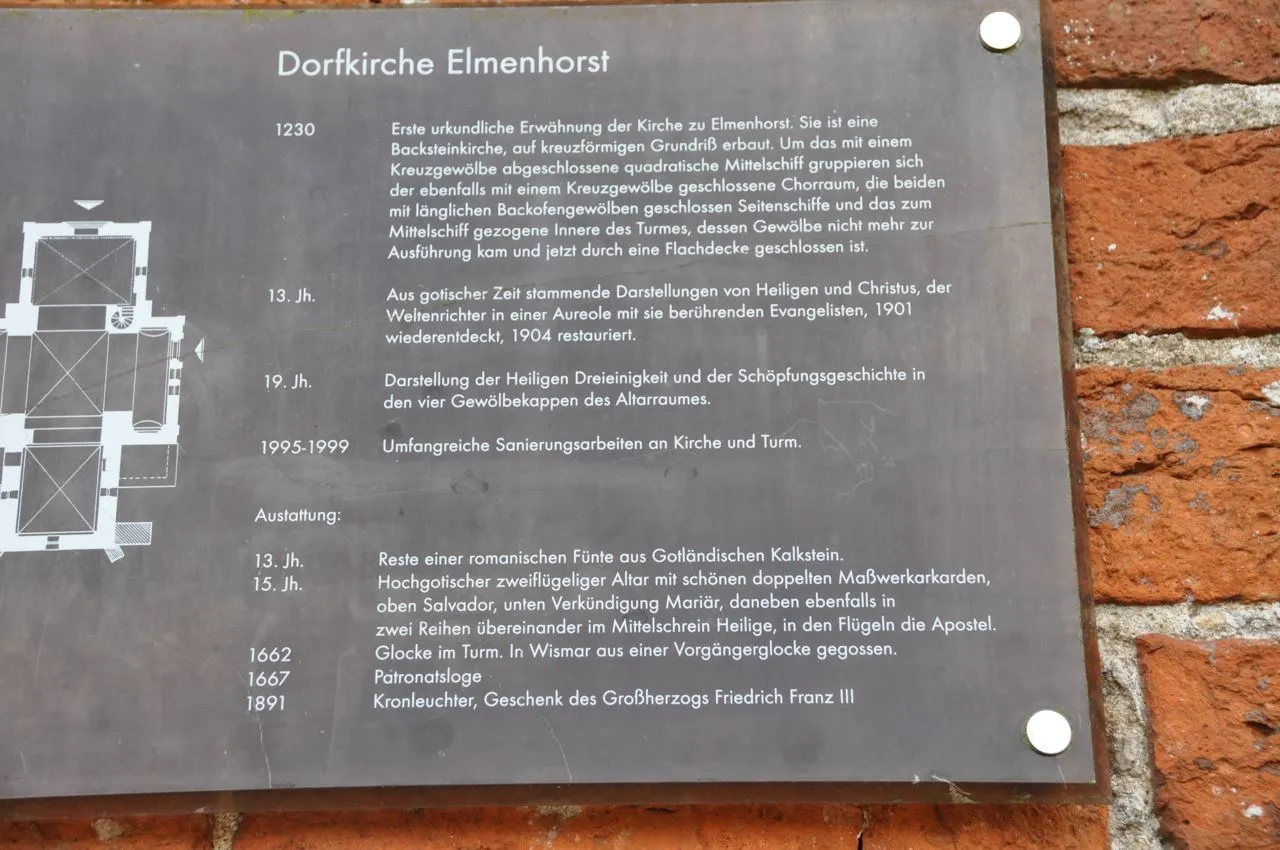 Dorfkirche Elmenhorst
1230 Erste urkundliche Erwähnung der Kirche zu Elmenhorst. Sie ist eine
Backsteinkirche, auf kreuzförmigen Grundriß erbaut. Um das mit einem
Kreuzgewölbe abgeschlossene quadratische Mittelschiff gruppieren sich
der ebenfalls mit einem Kreuzgewölbe geschlossene Chorraum, die beiden
mit länglichen Backofengewölben geschlossen Seitenschiffe und das zum
Mittelschiff gezogene Innere des Turmes, dessen Gewölbe nicht mehr zur
Ausführung kam und jetzt durch eine Flachdecke geschlossen ist.
13. Jh. Aus gotischer Zeit stammende Darstellungen von Heiligen und Christus, der
Weltenrichter in einer Aureole mit sie berührenden Evangelisten, 1901
wiederentdeckt, 1904 restauriert.
19. Jh. Darstellung der Heiligen Dreieinigkeit und der Schöpfungsgeschichte in
den vier Gewölbekappen des Altarraumes.
1995-1999 Umfangreiche Sanierungsarbeiten an Kirche und Turm.
Austattung:
13. Jh. Reste einer romanischen Fünte aus Gotländischen Kalkstein.
15. Jh. Hochgotischer zweiflügeliger Altar mit schönen doppelten Maßwerkarkarden,
oben Salvador, unten Verkündigung Mariär, daneben ebenfalls in
zwei Reihen übereinander im Mittelschrein Heilige, in den Flügeln die Apostel.
1662 Glocke im Turm. In Wismar aus einer Vorgängerglocke gegossen.
1667 Patronatsloge
1891 Kronleuchter, Geschenk des Großherzogs Friedrich Franz III